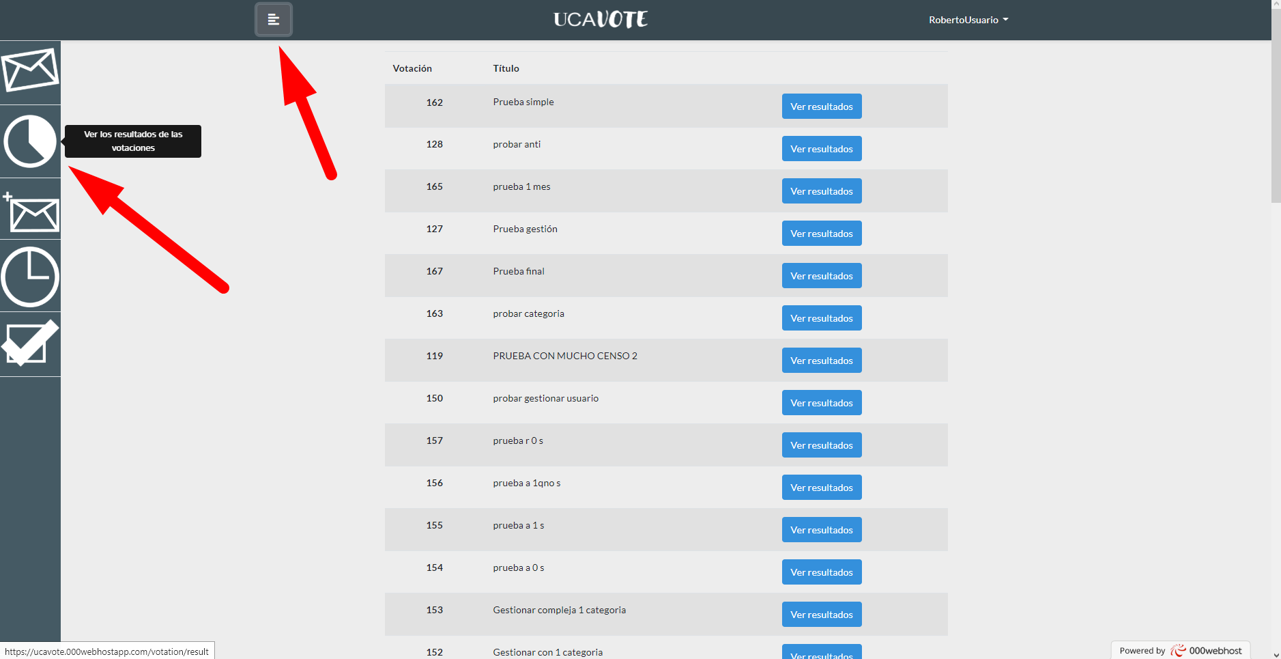 UCAVOTE
RobertoUsuario
Votación Título
162 Prueba simple Ver resultados
Ver los resultados de las
votaciones
128 probar anti Ver resultados
165 prueba 1 mes Ver resultados
127 Prueba gestión Ver resultados
167 Prueba final Ver resultados
163 probar categoria Ver resultados
119 PRUEBA CON MUCHO CENSO 2 Ver resultados
150 probar gestionar usuario Ver resultados
157 prueba r 0 s Ver resultados
156 prueba a 1qno s Ver resultados
155 prueba a 1 s Ver resultados
154 prueba a 0 s Ver resultados
153 Gestionar compleja 1 categoria Ver resultados
152 Gestionar con 1 categoria Ver resultados
https://ucavote.000webhostapp.com/votation/result
Powered by 000webhost